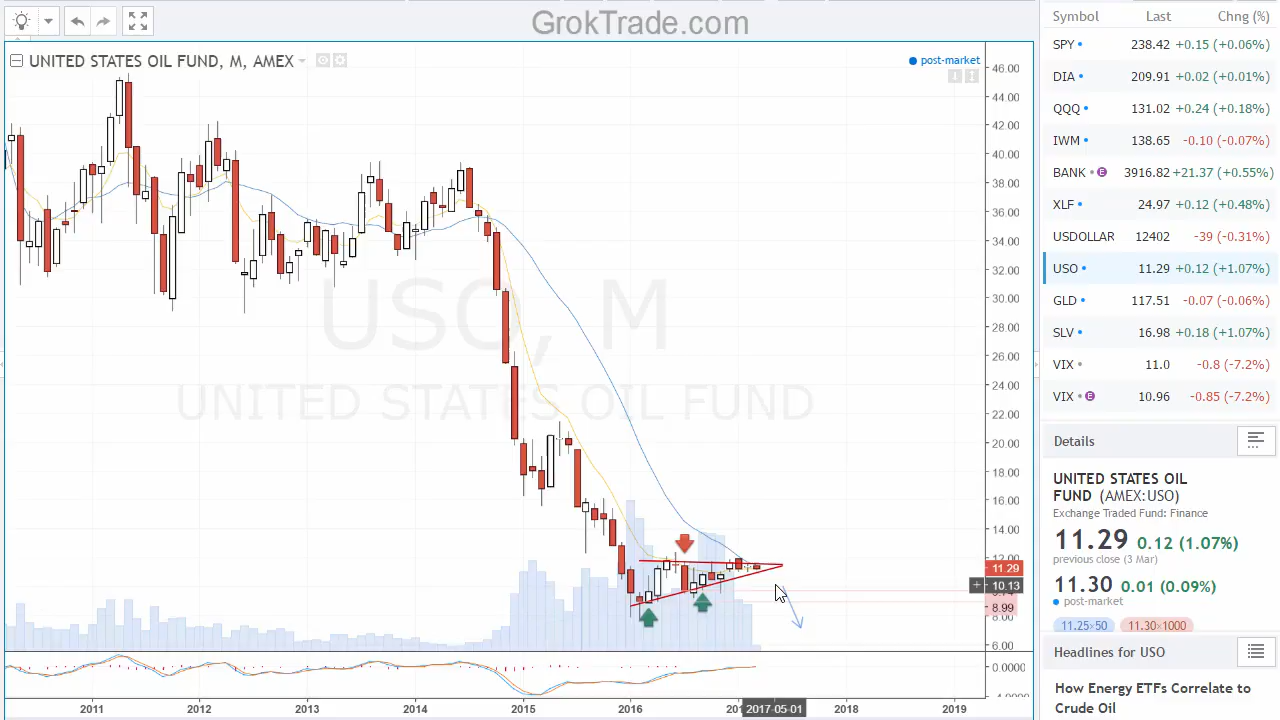 GrokTrade.com
UNITED STATES OIL FUND, M, AMEX
post-market
USO, M
UNITED STATES OIL FUND
46.00
44.00
42.00
40.00
38.00
36.00
34.00
32.00
30.00
28.00
26.00
24.00
22.00
20.00
18.00
16.00
14.00
12.00
11.29
10.13
8.99
8.00
6.00
0.0000
-4.0000
2011
2012
2013
2014
2015
2016
2017-05-01
2018
2019
Symbol Last Chng (%)
SPY 238.42 +0.15 (+0.06%)
DIA 209.91 +0.02 (+0.01%)
QQQ 131.02 +0.24 (+0.18%)
IWM 138.65 -0.10 (-0.07%)
BANK E 3916.82 +21.37 (+0.55%)
XLF 24.97 +0.12 (+0.48%)
USDOLLAR 12402 -39 (-0.31%)
USO 11.29 +0.12 (+1.07%)
GLD 117.51 -0.07 (-0.06%)
SLV 16.98 +0.18 (+1.07%)
VIX 11.0 -0.8 (-7.2%)
VIX E 10.96 -0.85 (-7.2%)
Details
UNITED STATES OIL
FUND (AMEX:USO)
Exchange Traded Fund: Finance
11.29 0.12 (1.07%)
previous close (3 Mar)
11.30 0.01 (0.09%)
post-market
11.25×50 11.30×1000
Headlines for USO
How Energy ETFs Correlate to
Crude Oil